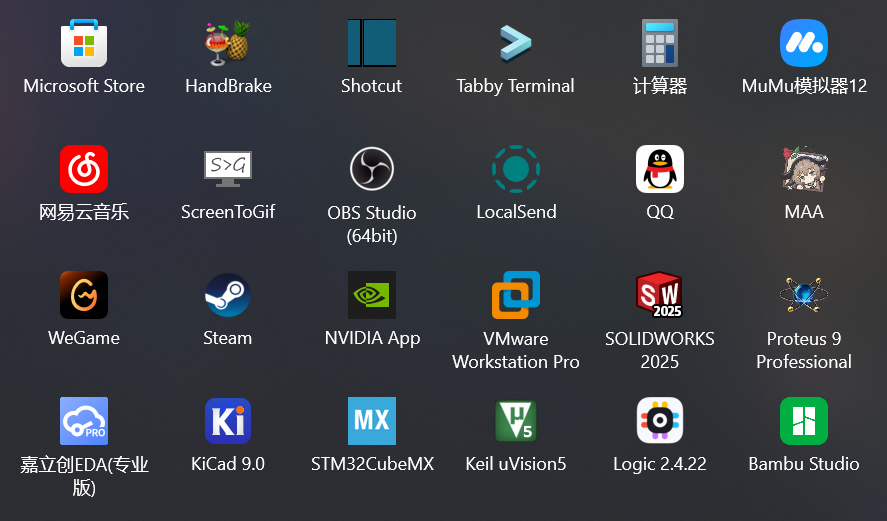 Microsoft Store
HandBrake
Shotcut
Tabby Terminal
计算器
MuMu模拟器12
S>G
网易云音乐
ScreenToGif
OBS Studio
(64bit)
LocalSend
QQ
MAA
SW
2025
WeGame
Steam
NVIDIA App
VMware
Workstation Pro
SOLIDWORKS
2025
Proteus 9
Professional
PRO
Ki
MX
μV
5
嘉立创EDA(专业
版)
KiCad 9.0
STM32CubeMX
Keil uVision5
Logic 2.4.22
Bambu Studio